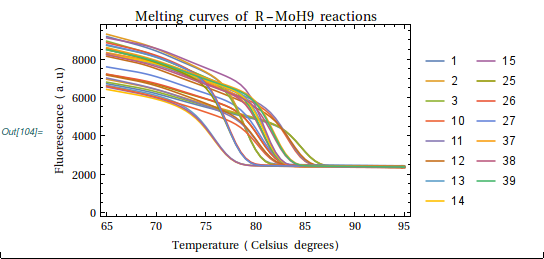 Melting curves of R-MoH9 reactions
Out[104]=
Fluorescence (a.u)
8000
6000
4000
2000
0
65 70 75 80 85 90 95
Temperature (Celsius degrees)
1 15
2 25
3 26
10 27
11 37
12 38
13 39
14